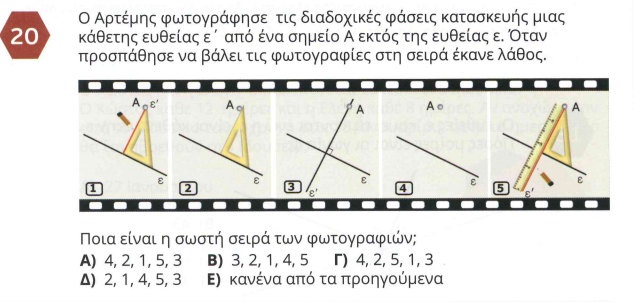 20
Ο Αρτέμης φωτογράφησε τις διαδοχικές φάσεις κατασκευής μιας
κάθετης ευθείας ε΄ από ένα σημείο Α εκτός της ευθείας ε. Όταν
προσπάθησε να βάλει τις φωτογραφίες στη σειρά έκανε λάθος.
Α ε′ Α Α Α Α
ε ε ε ε ε
1 2 3 ε′ 4 5 ε′
Ποια είναι η σωστή σειρά των φωτογραφιών;
Α) 4, 2, 1, 5, 3 Β) 3, 2, 1, 4, 5 Γ) 4, 2, 5, 1, 3
Δ) 2, 1, 4, 5, 3 Ε) κανένα από τα προηγούμενα